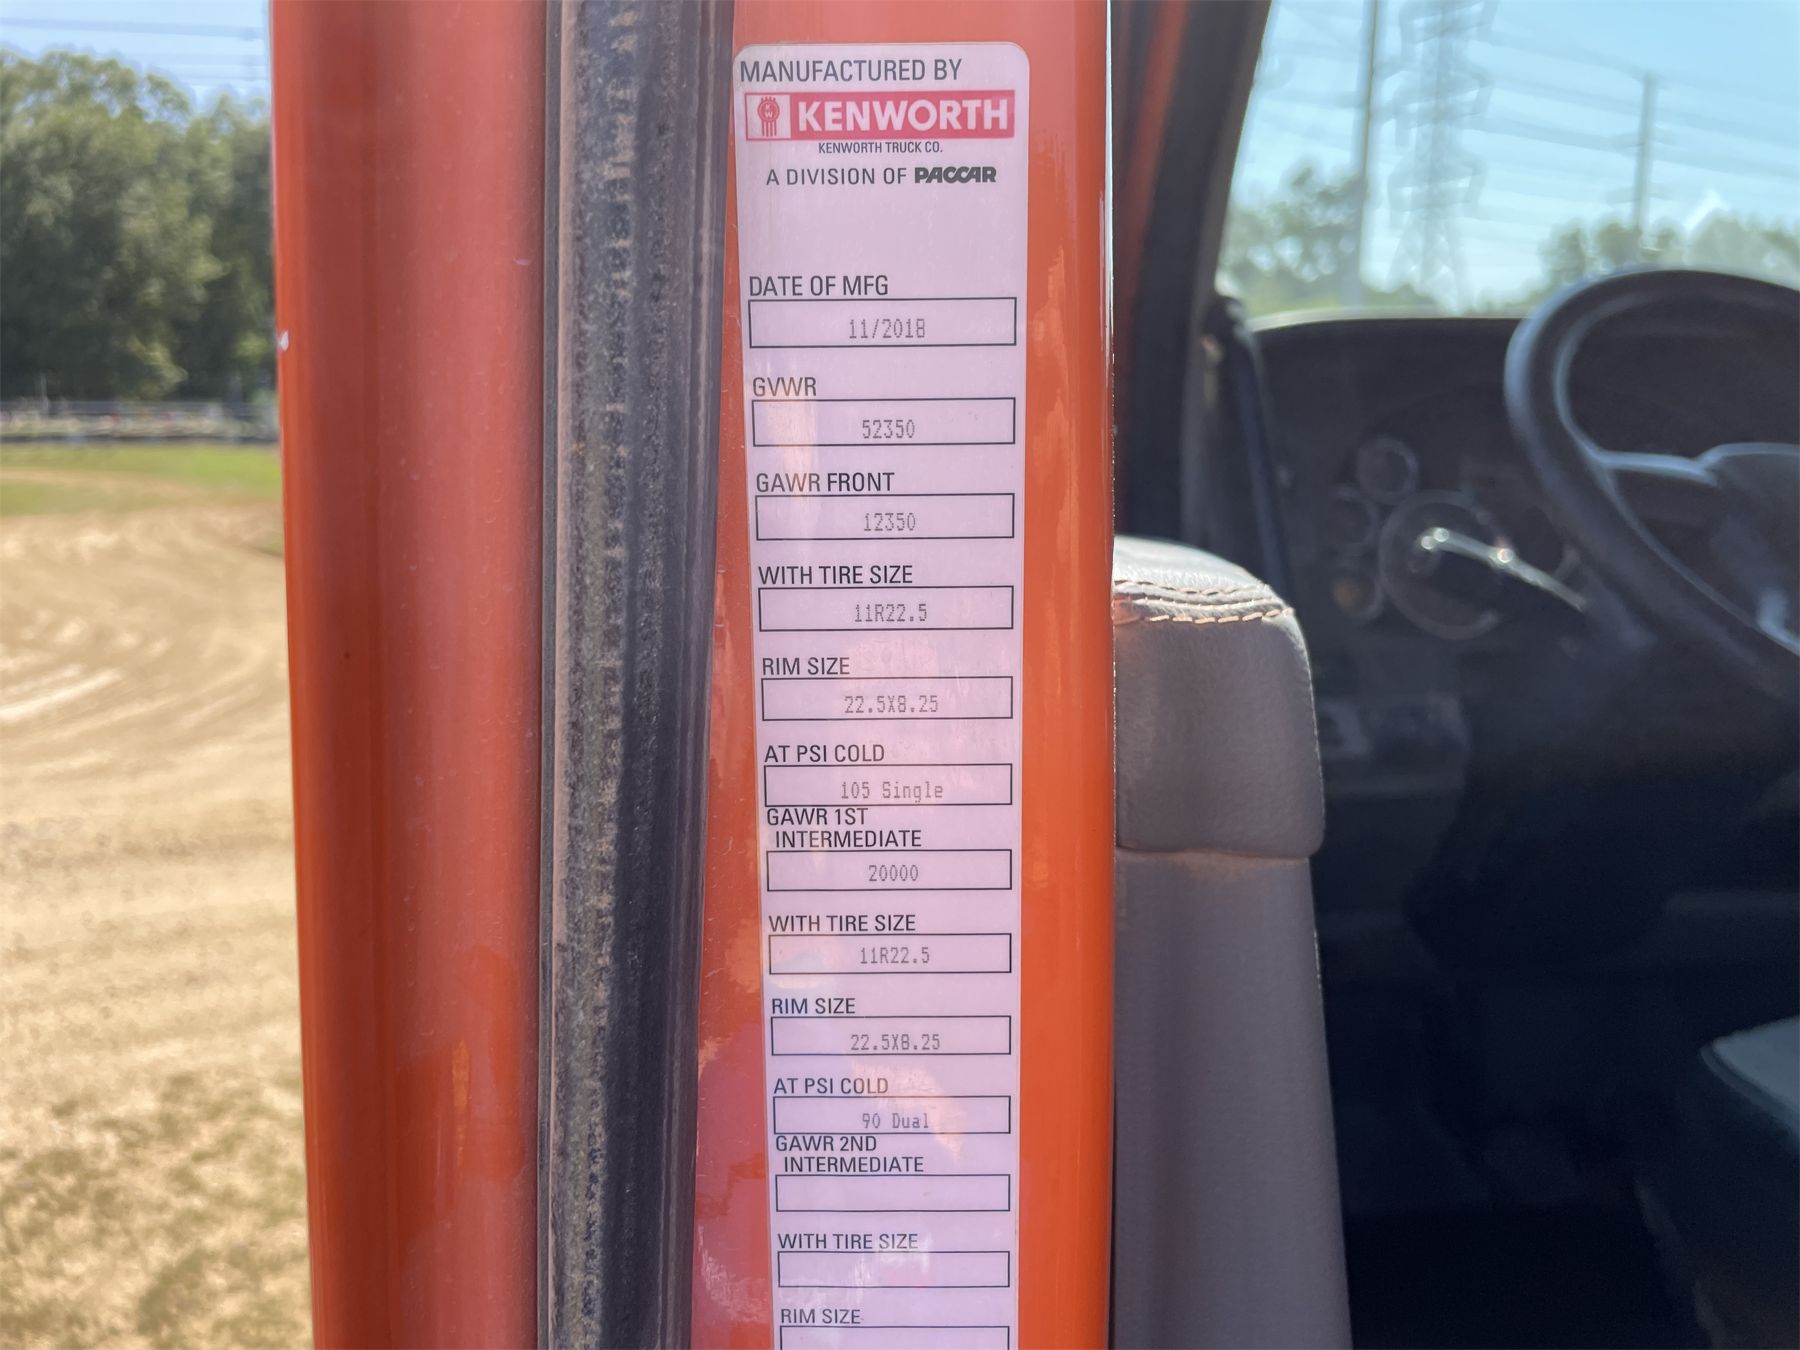 MANUFACTURED BY
KENWORTH
KENWORTH TRUCK CO.
A DIVISION OF PACCAR
DATE OF MFG
11/2018
GVWR
52350
GAWR FRONT
12350
WITH TIRE SIZE
11R22.5
RIM SIZE
22.5X8.25
AT PSI COLD
105 Single
GAWR 1ST
INTERMEDIATE
20000
WITH TIRE SIZE
11R22.5
RIM SIZE
22.5X8.25
AT PSI COLD
90 Dual
GAWR 2ND
INTERMEDIATE
WITH TIRE SIZE
RIM SIZE